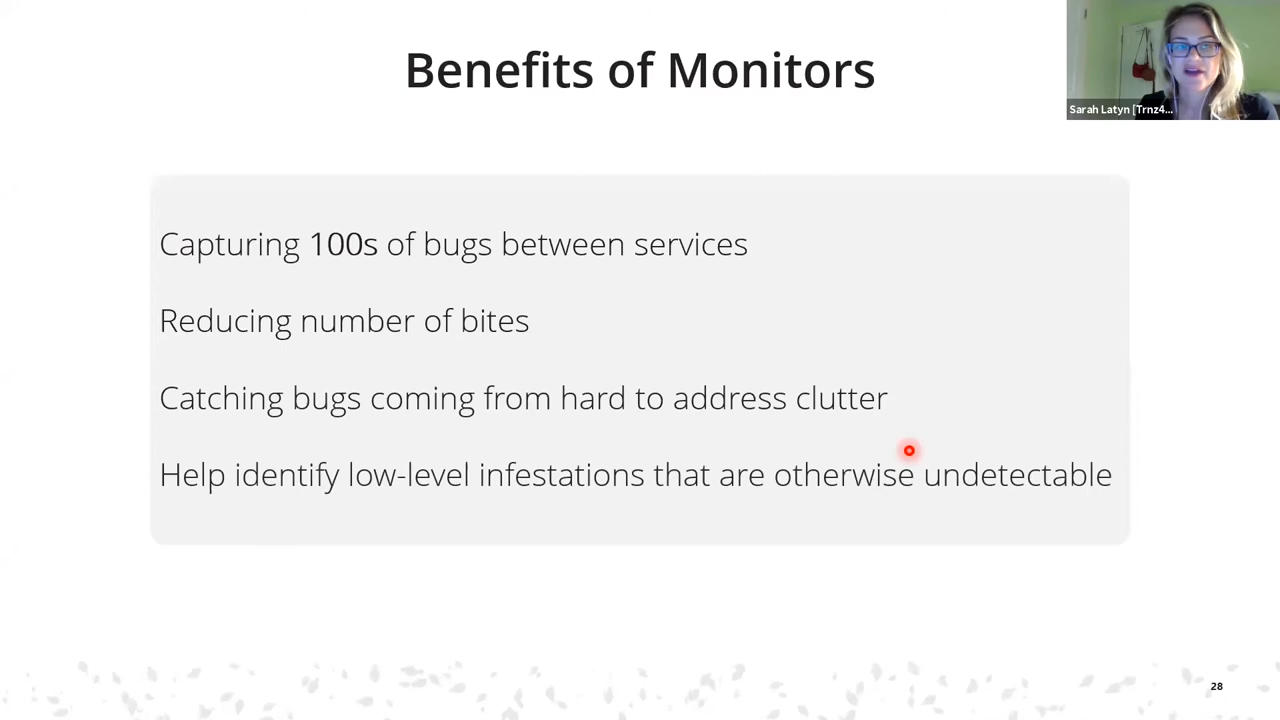 Benefits of Monitors
Sarah Latyn [Trnz4...
Capturing 100s of bugs between services
Reducing number of bites
Catching bugs coming from hard to address clutter
Help identify low-level infestations that are otherwise undetectable
28